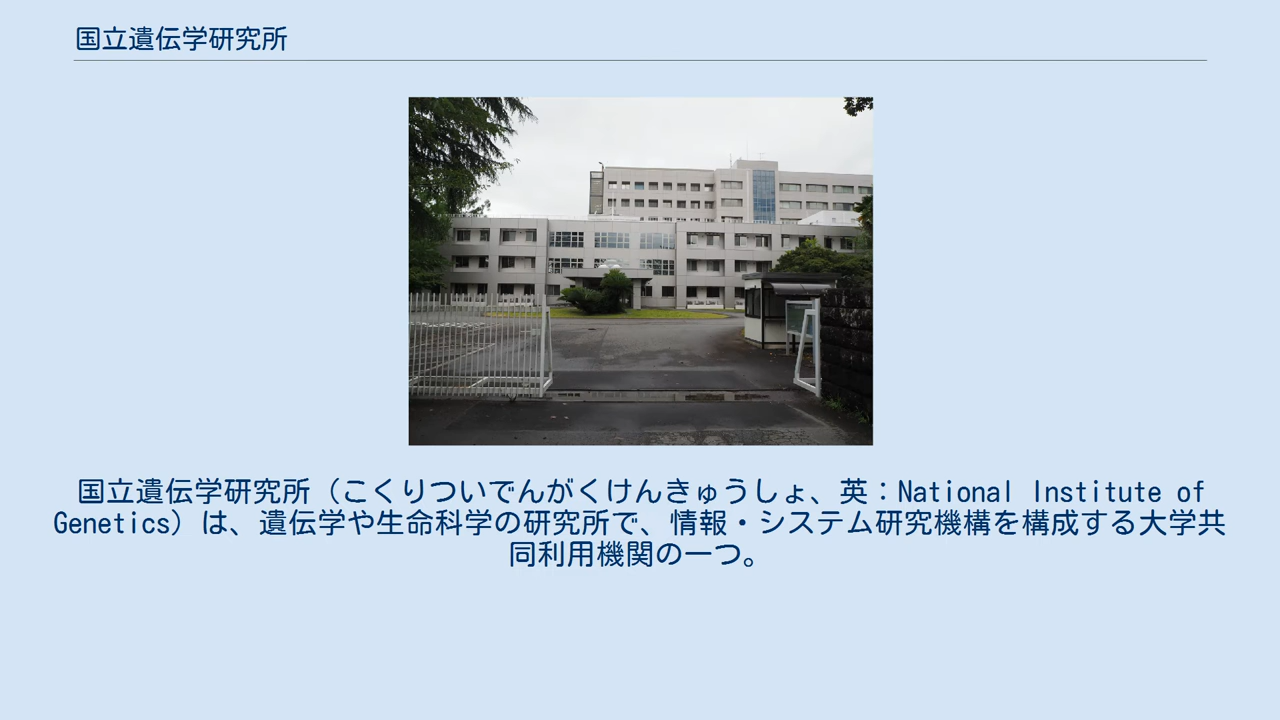 国立遺伝学研究所
国立遺伝学研究所（こくりついでんがくけんきゅうしょ、英：National Institute of
Genetics）は、遺伝学や生命科学の研究所で、情報・システム研究機構を構成する大学共
同利用機関の一つ。